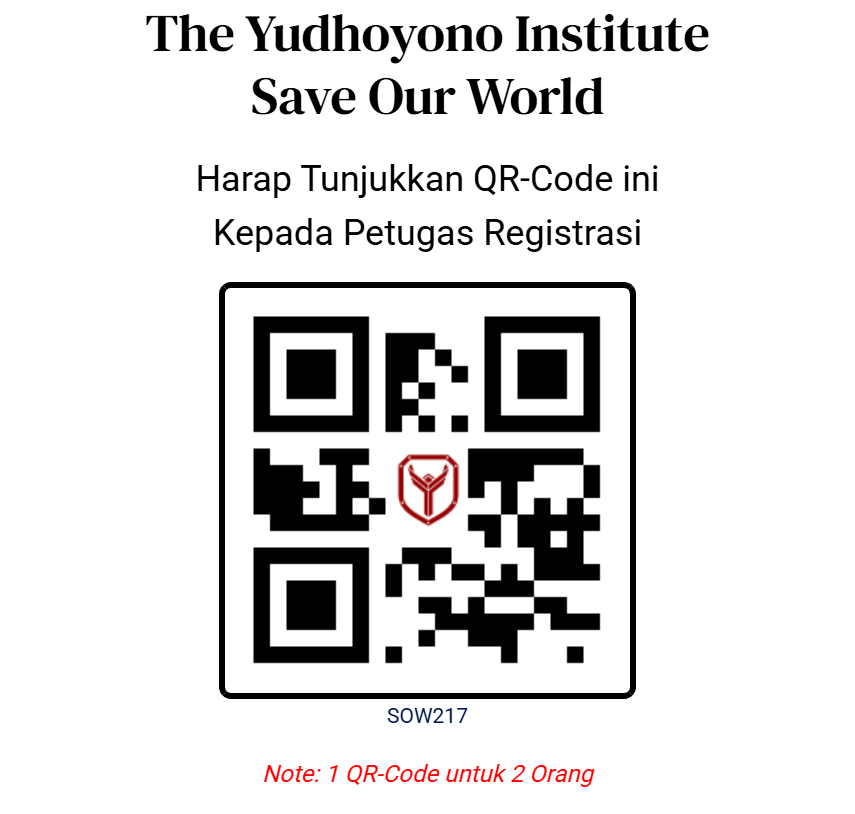 The Yudhoyono Institute
Save Our World
Harap Tunjukkan QR-Code ini
Kepada Petugas Registrasi
SOW217
Note: 1 QR-Code untuk 2 Orang